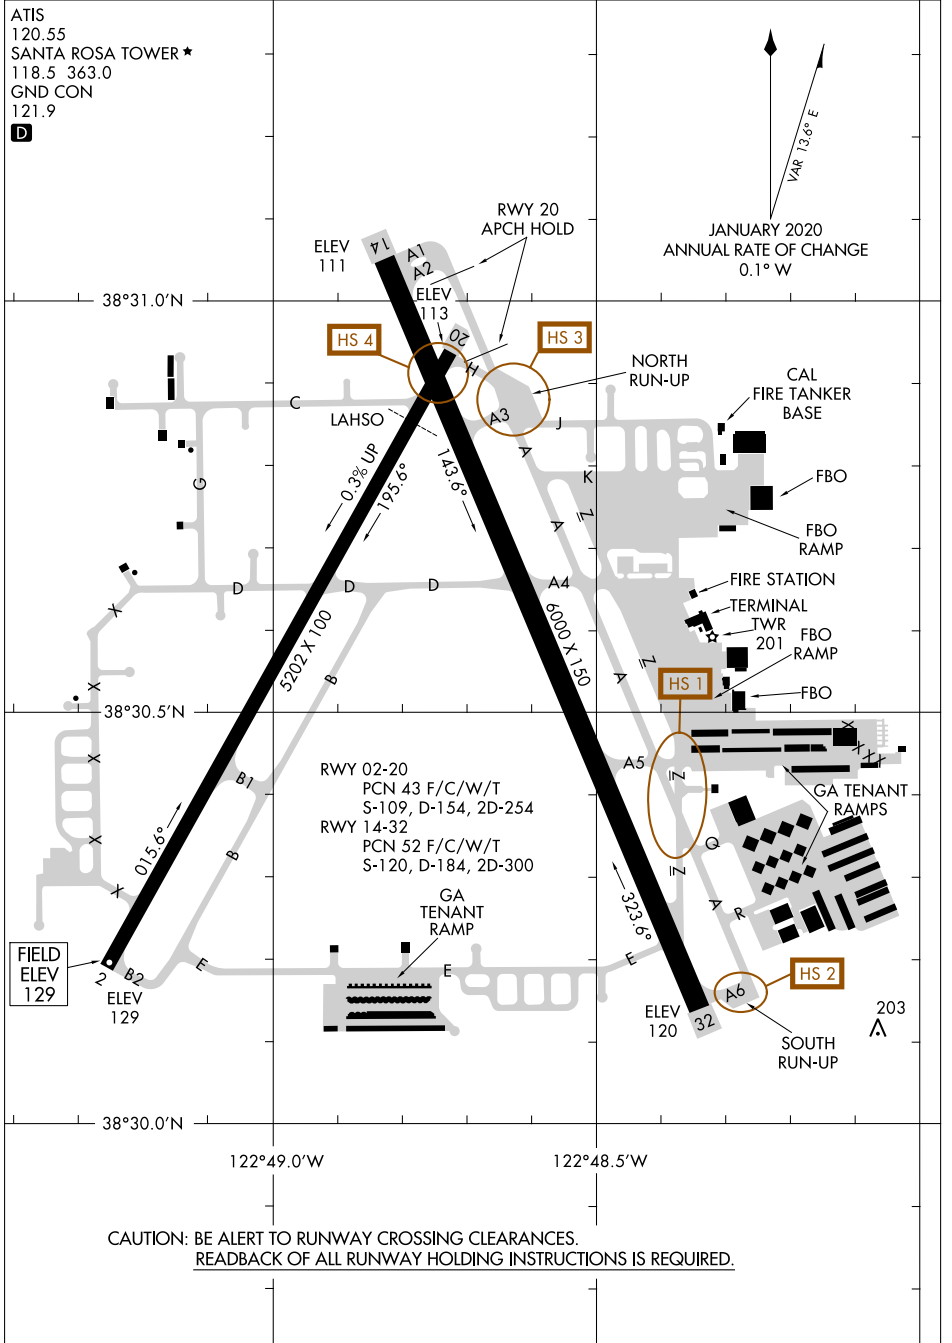 ATIS
120.55
SANTA ROSA TOWER ★
118.5 363.0
GND CON
121.9
D
VAR 13.6° E
JANUARY 2020
ANNUAL RATE OF CHANGE
0.1° W
RWY 20
APCH HOLD
ELEV
111
14
A1
A2
ELEV
113
20
38°31.0'N
HS 4
HS 3
H
NORTH
RUN-UP
CAL
FIRE TANKER
BASE
C
LAHSO
A3
J
A
0.3% UP
195.6°
143.6°
G
K
Z
A
FBO
FBO
RAMP
D
D
D
A4
FIRE STATION
TERMINAL
TWR
201
FBO
RAMP
X
5202 X 100
6000 X 150
B
A
Z
HS 1
FBO
X
38°30.5'N
X
X
X
X
X
X
B1
A5
Z
RWY 02-20
PCN 43 F/C/W/T
S-109, D-154, 2D-254
RWY 14-32
PCN 52 F/C/W/T
S-120, D-184, 2D-300
GA TENANT
RAMPS
015.6°
X
B
Q
Z
X
323.6°
A
R
GA
TENANT
RAMP
FIELD
ELEV
129
2
B2
ELEV
129
E
E
E
HS 2
A6
ELEV
120
32
203
SOUTH
RUN-UP
38°30.0'N
122°49.0'W
122°48.5'W
CAUTION: BE ALERT TO RUNWAY CROSSING CLEARANCES.
READBACK OF ALL RUNWAY HOLDING INSTRUCTIONS IS REQUIRED.